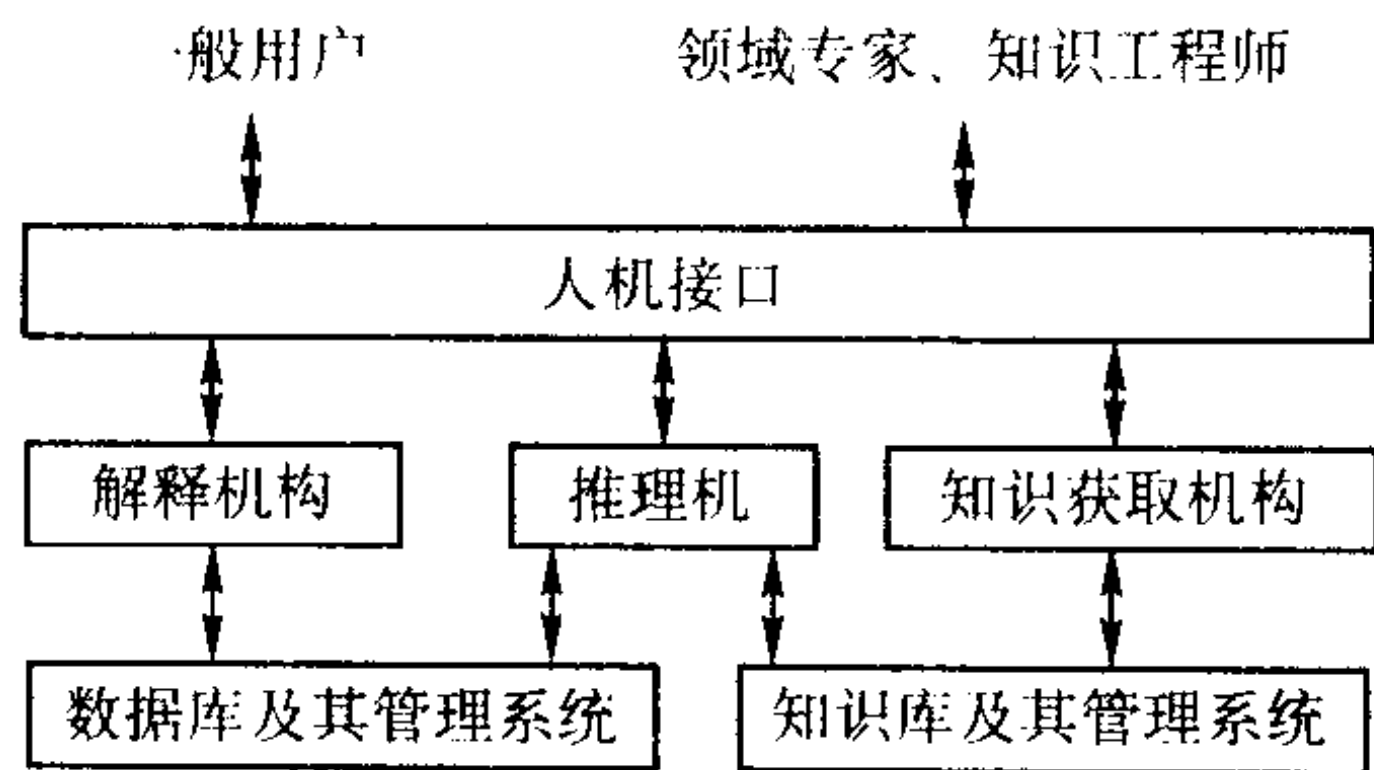 一般用户
领域专家、知识工程师
人机接口
解释机构
推理机
知识获取机构
数据库及其管理系统
知识库及其管理系统